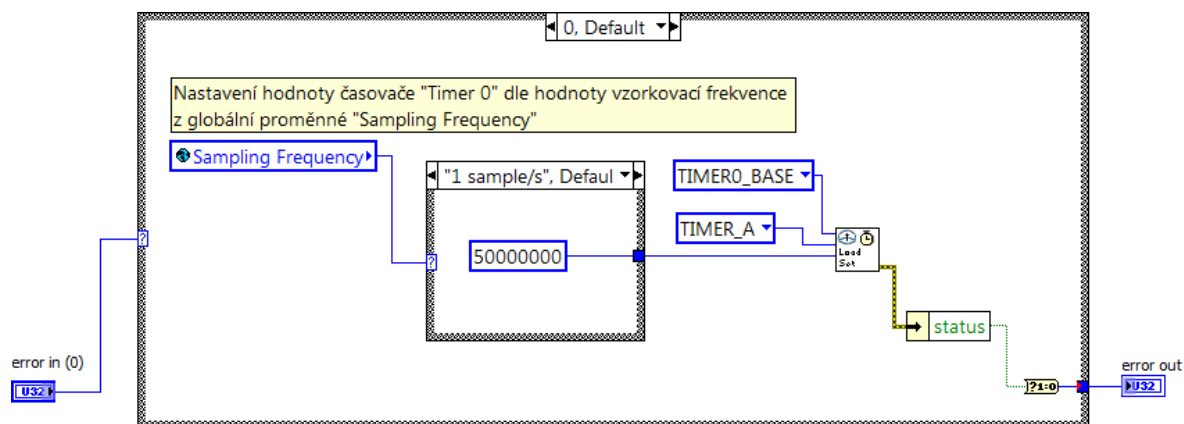 0, Default
Nastavení hodnoty časovače "Timer 0" dle hodnoty vzorkovací frekvence
z globální proměnné "Sampling Frequency"
Sampling Frequency
"1 sample/s", Defaul
50000000
TIMER0_BASE
TIMER_A
Load
Set
status
?1:0
error in (0)
U32
error out
U32
?
?